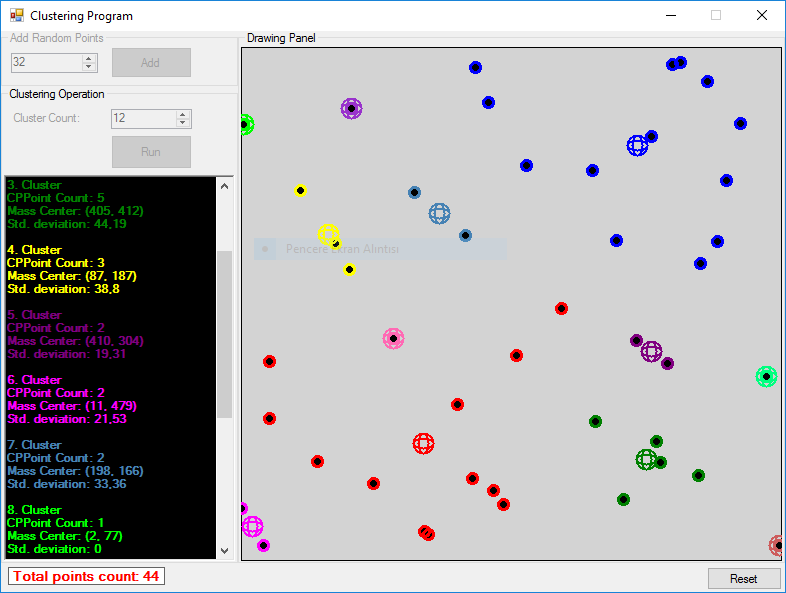 Clustering Program
Add Random Points
32
Add
Clustering Operation
Cluster Count:
12
Run
3. Cluster
CPPoint Count: 5
Mass Center: (405, 412)
Std. deviation: 44,19
4. Cluster
CPPoint Count: 3
Mass Center: (87, 187)
Std. deviation: 38,8
5. Cluster
CPPoint Count: 2
Mass Center: (410, 304)
Std. deviation: 19,31
6. Cluster
CPPoint Count: 2
Mass Center: (11, 479)
Std. deviation: 21,53
7. Cluster
CPPoint Count: 2
Mass Center: (198, 166)
Std. deviation: 33,36
8. Cluster
CPPoint Count: 1
Mass Center: (2, 77)
Std. deviation: 0
Total points count: 44
Drawing Panel
Pencere Ekran Alıntısı
Reset